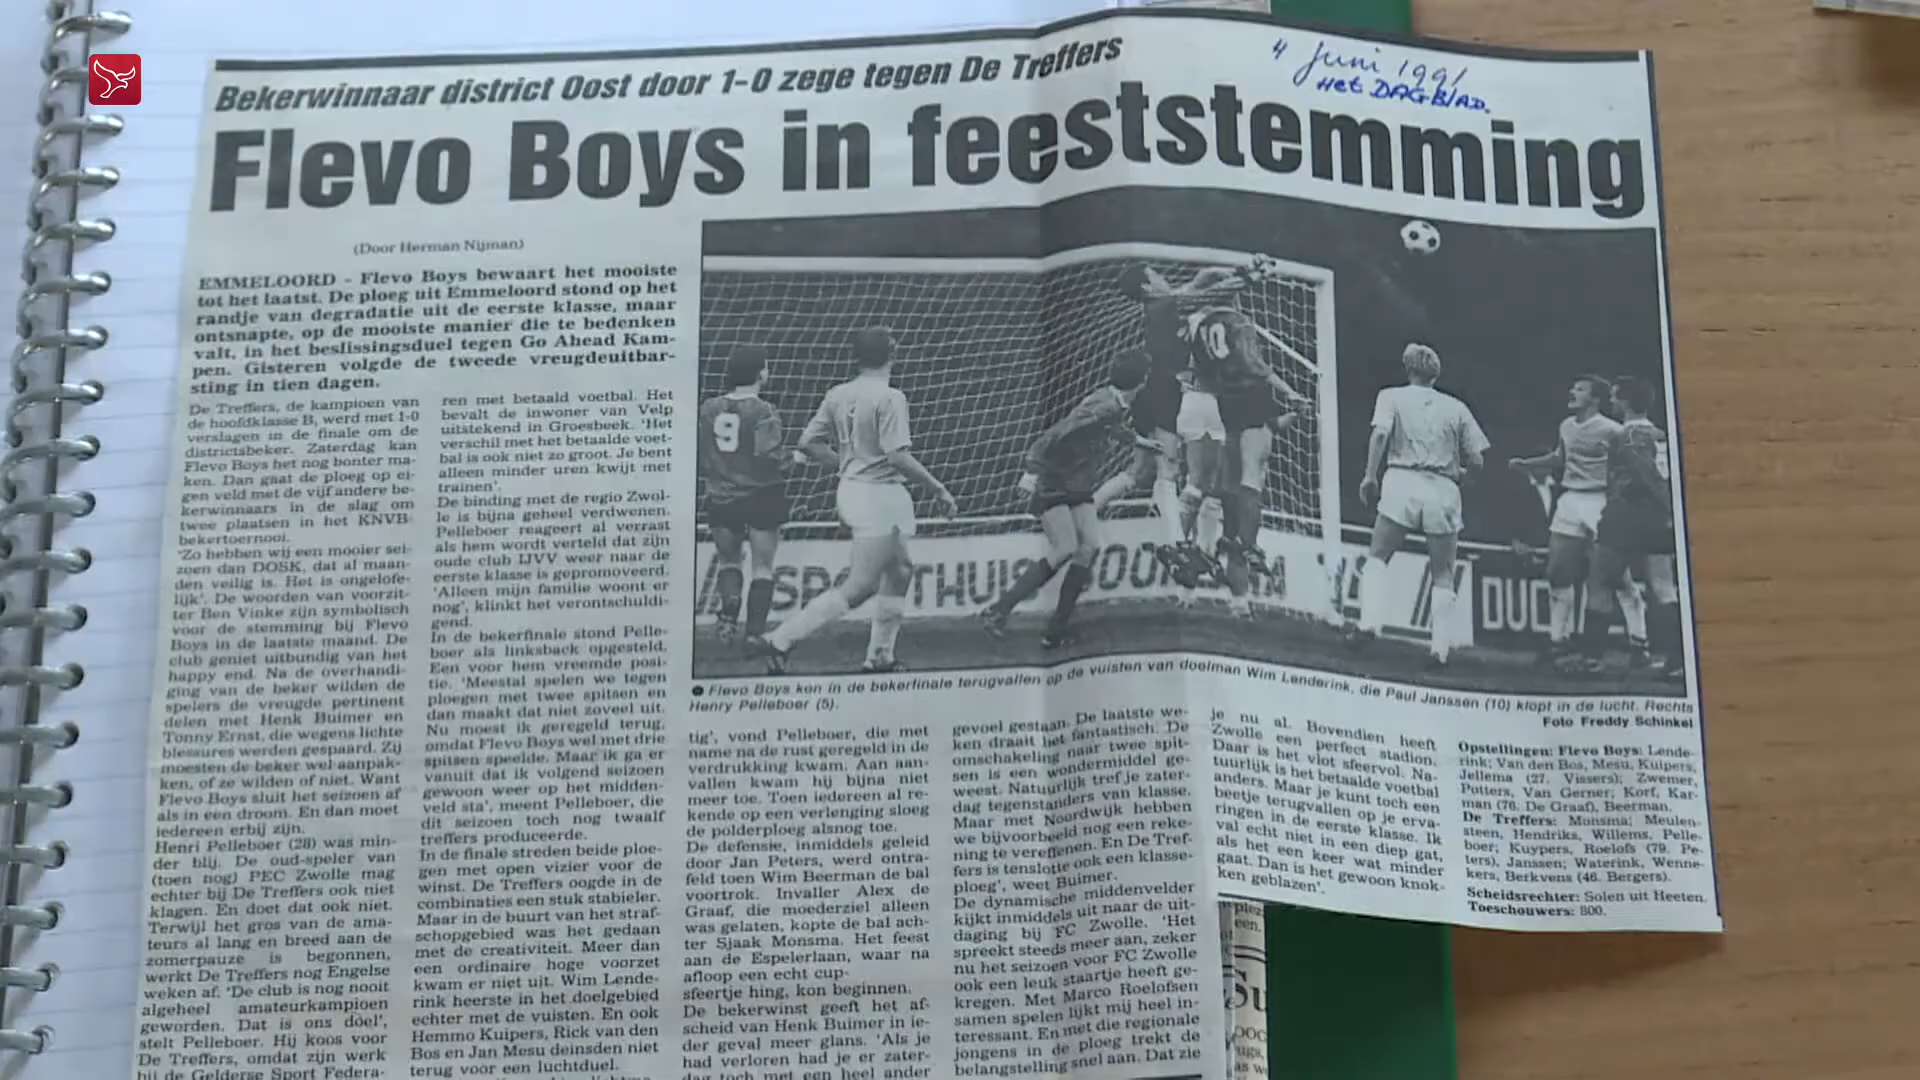 Bekerwinnaar district Oost door 1-0 zege tegen De Treffers
4 Juni 1991
Het DAGBLAD.
Flevo Boys in feeststemming
(Door Herman Nijman)
EMMELOORD - Flevo Boys bewaart het mooiste
tot het laatst. De ploeg uit Emmeloord stond op het
randje van degradatie uit de eerste klasse, maar
ontsnapte, op de mooiste manier die te bedenken
valt, in het beslissingsduel tegen Go Ahead Kam-
pen. Gisteren volgde de tweede vreugdeuitbar-
sting in tien dagen.
De Treffers, de kampioen van
de hoofdklasse B, werd met 1-0
verslagen in de finale om de
districtsbeker. Zaterdag kan
Flevo Boys het nog bonter ma-
ken. Dan gaat de ploeg op ei-
gen veld met de vijf andere be-
kerwinnaars in de slag om
twee plaatsen in het KNVB-
bekertoernooi.
'Zo hebben wij een mooier sei-
zoen dan DOSK, dat al maan-
den veilig is. Het is ongelofe-
lijk'. De woorden van voorzit-
ter Ben Vinke zijn symbolisch
voor de stemming bij Flevo
Boys in de laatste maand. De
club geniet uitbundig van het
happy end. Na de overhandi-
ging van de beker wilden de
spelers de vreugde pertinent
delen met Henk Buimer en
Tonny Ernst, die wegens lichte
blessures werden gespaard. Zij
moesten de beker wel aanpak-
ken, of ze wilden of niet. Want
Flevo Boys sluit het seizoen af
als in een droom. En dan moet
iedereen erbij zijn.
Henri Pelleboer (28) was min-
der blij. De oud-speler van
(toen nog) PEC Zwolle mag
echter bij De Treffers ook niet
klagen. En doet dat ook niet.
Terwijl het gros van de ama-
teurs al lang en breed aan de
zomerpauze is begonnen,
werkt De Treffers nog Engelse
weken af. 'De club is nog nooit
algeheel amateurkampioen
geworden. Dat is ons doel',
stelt Pelleboer. Hij koos voor
De Treffers, omdat zijn werk
bij de Gelderse Sport Federa-
ren met betaald voetbal. Het
bevalt de inwoner van Velp
uitstekend in Groesbeek. 'Het
verschil met het betaalde voet-
bal is ook niet zo groot. Je bent
alleen minder uren kwijt met
trainen'.
De binding met de regio Zwol-
le is bijna geheel verdwenen.
Pelleboer reageert al verrast
als hem wordt verteld dat zijn
oude club IJVV weer naar de
eerste klasse is gepromoveerd.
'Alleen mijn familie woont er
nog', klinkt het verontschuldi-
gend.
In de bekerfinale stond Pelle-
boer als linksback opgesteld.
Een voor hem vreemde posi-
tie. 'Meestal spelen we tegen
ploegen met twee spitsen en
dan maakt dat niet zoveel uit.
Nu moest ik geregeld terug,
omdat Flevo Boys wel met drie
spitsen speelde. Maar ik ga er
vanuit dat ik volgend seizoen
gewoon weer op het midden-
veld sta', meent Pelleboer, die
dit seizoen toch nog twaalf
treffers produceerde.
In de finale streden beide ploe-
gen met open vizier voor de
winst. De Treffers oogde in de
combinaties een stuk stabieler.
Maar in de buurt van het straf-
schopgebied was het gedaan
met de creativiteit. Meer dan
een ordinaire hoge voorzet
kwam er niet uit. Wim Lende-
rink heerste in het doelgebied
echter met de vuisten. En ook
Hemmo Kuipers, Rick van den
Bos en Jan Mesu deinsden niet
terug voor een luchtduel.
9
10
SPO THUIS VOOR
DUO
● Flevo Boys kon in de bekerfinale terugvallen op de vuisten van doelman Wim Lenderink, die Paul Janssen (10) klopt in de lucht. Rechts
Henry Pelleboer (5).
Foto Freddy Schinkel
tig', vond Pelleboer, die met
name na de rust geregeld in de
verdrukking kwam. Aan aan-
vallen kwam hij bijna niet
meer toe. Toen iedereen al re-
kende op een verlenging sloeg
de polderploeg alsnog toe.
De defensie, inmiddels geleid
door Jan Peters, werd ontra-
feld toen Wim Beerman de bal
voortrok. Invaller Alex de
Graaf, die moederziel alleen
was gelaten, kopte de bal ach-
ter Sjaak Monsma. Het feest
aan de Espelerlaan, waar na
afloop een echt cup-
sfeertje hing, kon beginnen.
De bekerwinst geeft het af-
scheid van Henk Buimer in ie-
der geval meer glans. 'Als je
had verloren had je er zater-
dag toch met een heel ander
gevoel gestaan. De laatste we-
ken draait het fantastisch. De
omschakeling naar twee spit-
sen is een wondermiddel ge-
weest. Natuurlijk tref je zater-
dag tegenstanders van klasse.
Maar met Noordwijk hebben
we bijvoorbeeld nog een reke-
ning te vereffenen. En De Tref-
fers is tenslotte ook een klasse-
ploeg', weet Buimer.
De dynamische middenvelder
kijkt inmiddels uit naar de uit-
daging bij FC Zwolle. 'Het
spreekt steeds meer aan, zeker
nu het seizoen voor FC Zwolle
ook een leuk staartje heeft ge-
kregen. Met Marco Roelofsen
samen spelen lijkt mij heel in-
teressant. En met die regionale
jongens in de ploeg trekt de
belangstelling snel aan. Dat zie
je nu al. Bovendien heeft
Zwolle een perfect stadion.
Daar is het vlot sfeervol. Na-
tuurlijk is het betaalde voetbal
anders. Maar je kunt toch een
beetje terugvallen op je erva-
ringen in de eerste klasse. Ik
val echt niet in een diep gat,
als het een keer wat minder
gaat. Dan is het gewoon knok-
ken geblazen'.
Opstellingen: Flevo Boys: Lende-
rink; Van den Bos, Mesu, Kuipers,
Jellema (27. Vissers); Zwemer,
Potters, Van Gerner; Korf, Kar-
man (76. De Graaf), Beerman.
De Treffers: Monsma; Meulen-
steen, Hendriks, Willems, Pelle-
boer; Kuypers, Roelofs (79. Pe-
ters), Janssen; Waterink, Wenne-
kers, Berkvens (46. Bergers).
Scheidsrechter: Solen uit Heeten.
Toeschouwers: 800.